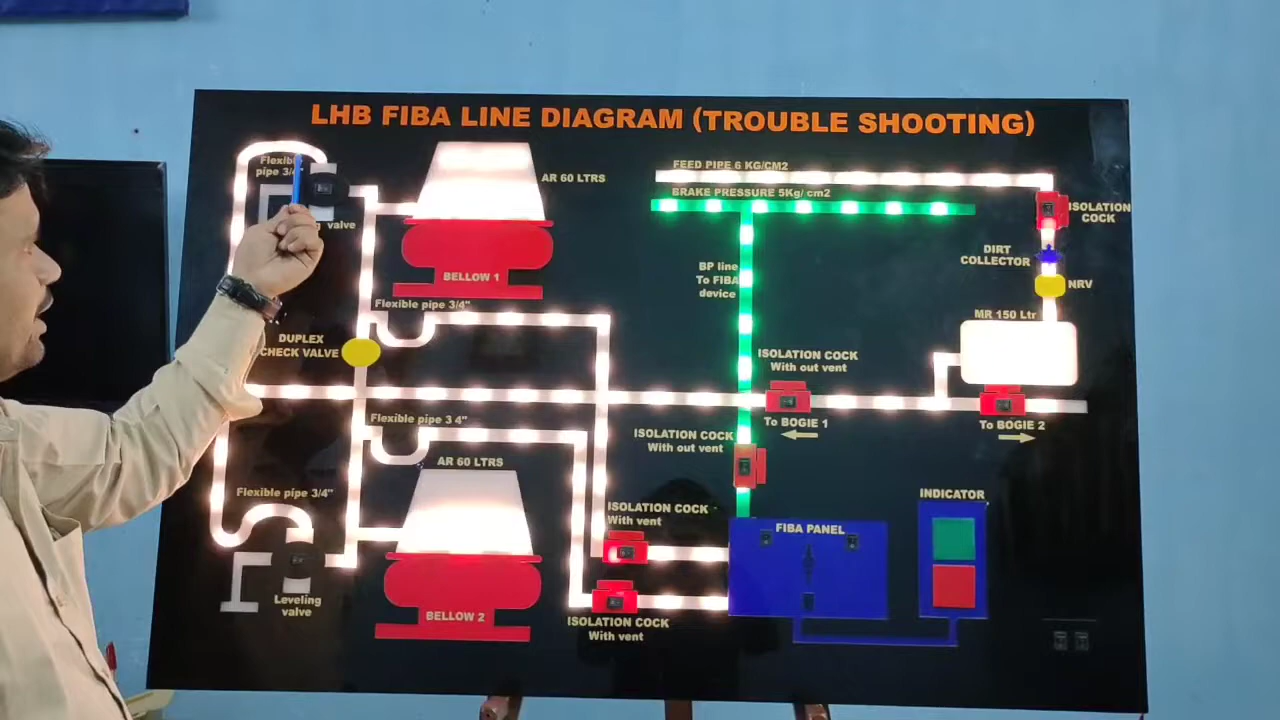 LHB FIBA LINE DIAGRAM (TROUBLE SHOOTING)
pipe 3/4
valve
AR 60 LTRS
BELLOW 1
Flexible pipe 3/4"
DUPLEX
CHECK VALVE
Flexible pipe 3 4"
AR 60 LTRS
Flexible pipe 3/4"
Leveling
valve
BELLOW 2
FEED PIPE 6 KG/CM2
BRAKE PRESSURE 5Kg/ cm2
ISOLATION
COCK
DIRT
COLLECTOR
NRV
MR 150 Ltr
BP line
To FIBA
device
ISOLATION COCK
With out vent
To BOGIE 1
To BOGIE 2
ISOLATION COCK
With out vent
ISOLATION COCK
With vent
ISOLATION COCK
With vent
FIBA PANEL
INDICATOR